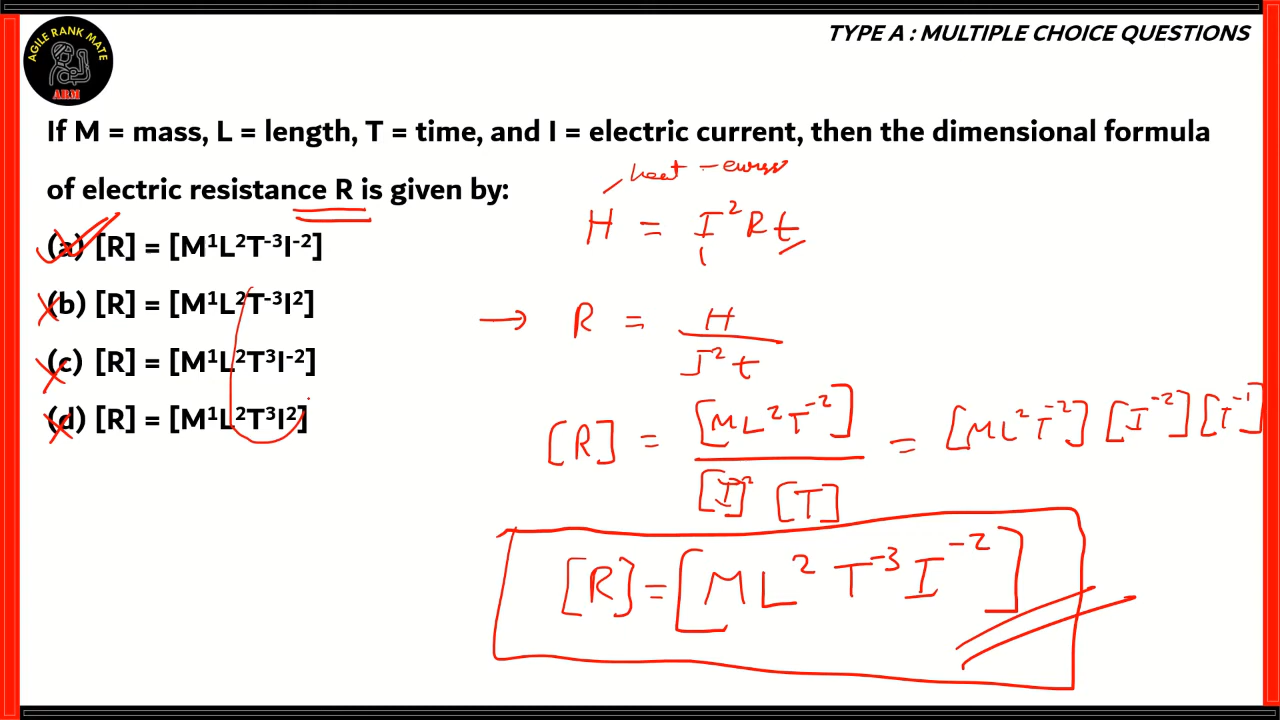 AGILE RANK MATE
ARM
TYPE A : MULTIPLE CHOICE QUESTIONS
If M = mass, L = length, T = time, and I = electric current, then the dimensional formula
of electric resistance R is given by:
(a) [R] = [M¹L²T⁻³I⁻²]
(b) [R] = [M¹L²T⁻³I²]
(c) [R] = [M¹L²T³I⁻²]
(d) [R] = [M¹L²T³I²]
heat –
H = I²Rt
→ R = H / I²t
[R] = [ML²T⁻²] / [I]² [T] = [ML²T⁻²] [I⁻²] [T⁻¹]
[R] = [ML²T⁻³I⁻²]